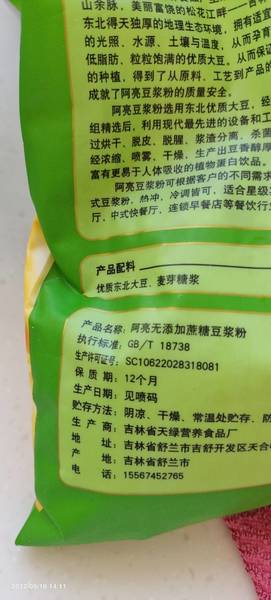 山余脉，美丽富饶的松花江畔——吉林
东北得天独厚的地理生态环境，拥有适宜
的光照、水源、土壤与温度，从而孕育
低脂肪、粒粒饱满的优质大豆。从而保证
的种植，得到了从原料、工艺到产品的
成就了阿亮豆浆粉的质量安全。
阿亮豆浆粉选用东北优质大豆，经
组精选后，利用现代最先进的设备和工
过烘干、脱皮、脱腥、浆渣分离、杀菌
经浓缩、喷雾、干燥，生产出豆香醇厚
富有更易于人体吸收的植物蛋白饮品。
阿亮豆浆粉可根据客户的不同需求
式豆浆粉，热冲、冷调皆可，适合星级
厅、中式快餐厅、连锁早餐店等餐饮行业
产品配料
优质东北大豆、麦芽糖浆
产品名称：阿亮无添加蔗糖豆浆粉
执行标准：GB/T 18738
生产许可证号：SC10622028318081
保质期：12个月
生产日期：见喷码
贮存方法：阴凉、干燥、常温处贮存、防
生产商：吉林省天绿营养食品厂
地址：吉林省舒兰市吉舒开发区天合
产地：吉林省舒兰市
电话：15567452765